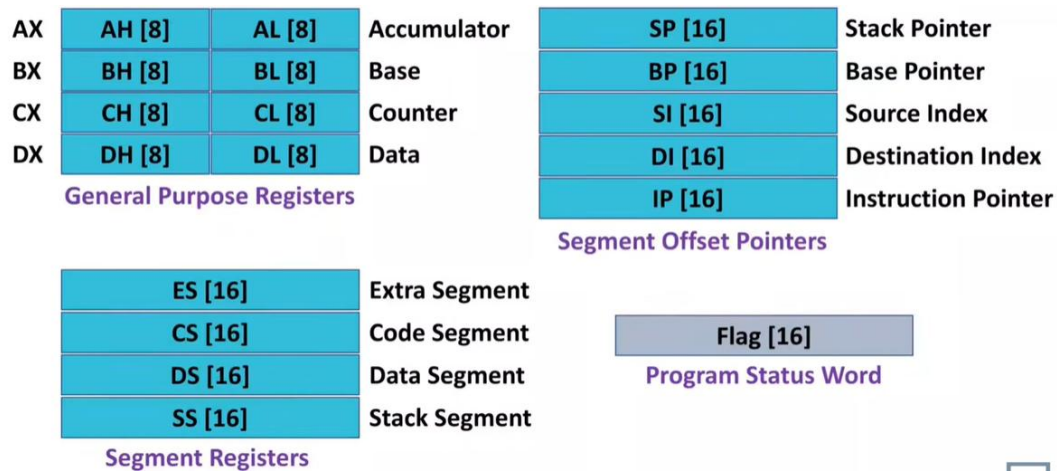 AX AH [8] AL [8] Accumulator
BX BH [8] BL [8] Base
CX CH [8] CL [8] Counter
DX DH [8] DL [8] Data
General Purpose Registers
SP [16] Stack Pointer
BP [16] Base Pointer
SI [16] Source Index
DI [16] Destination Index
IP [16] Instruction Pointer
Segment Offset Pointers
ES [16] Extra Segment
CS [16] Code Segment
DS [16] Data Segment
SS [16] Stack Segment
Segment Registers
Flag [16]
Program Status Word